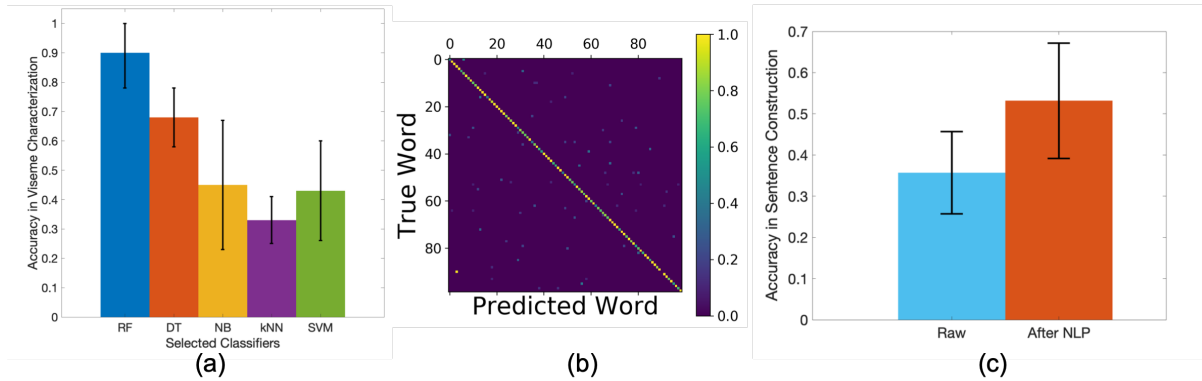 1
0.9
0.8
0.7
0.6
0.5
0.4
0.3
0.2
0.1
0
Accuracy in Viseme Characterization
RF DT NB kNN SVM
Selected Classifiers
(a)
0 20 40 60 80
0
20
40
60
80
True Word
Predicted Word
1.0
0.8
0.6
0.4
0.2
0.0
(b)
0.7
0.6
0.5
0.4
0.3
0.2
0.1
0
Accuracy in Sentence Construction
Raw After NLP
(c)